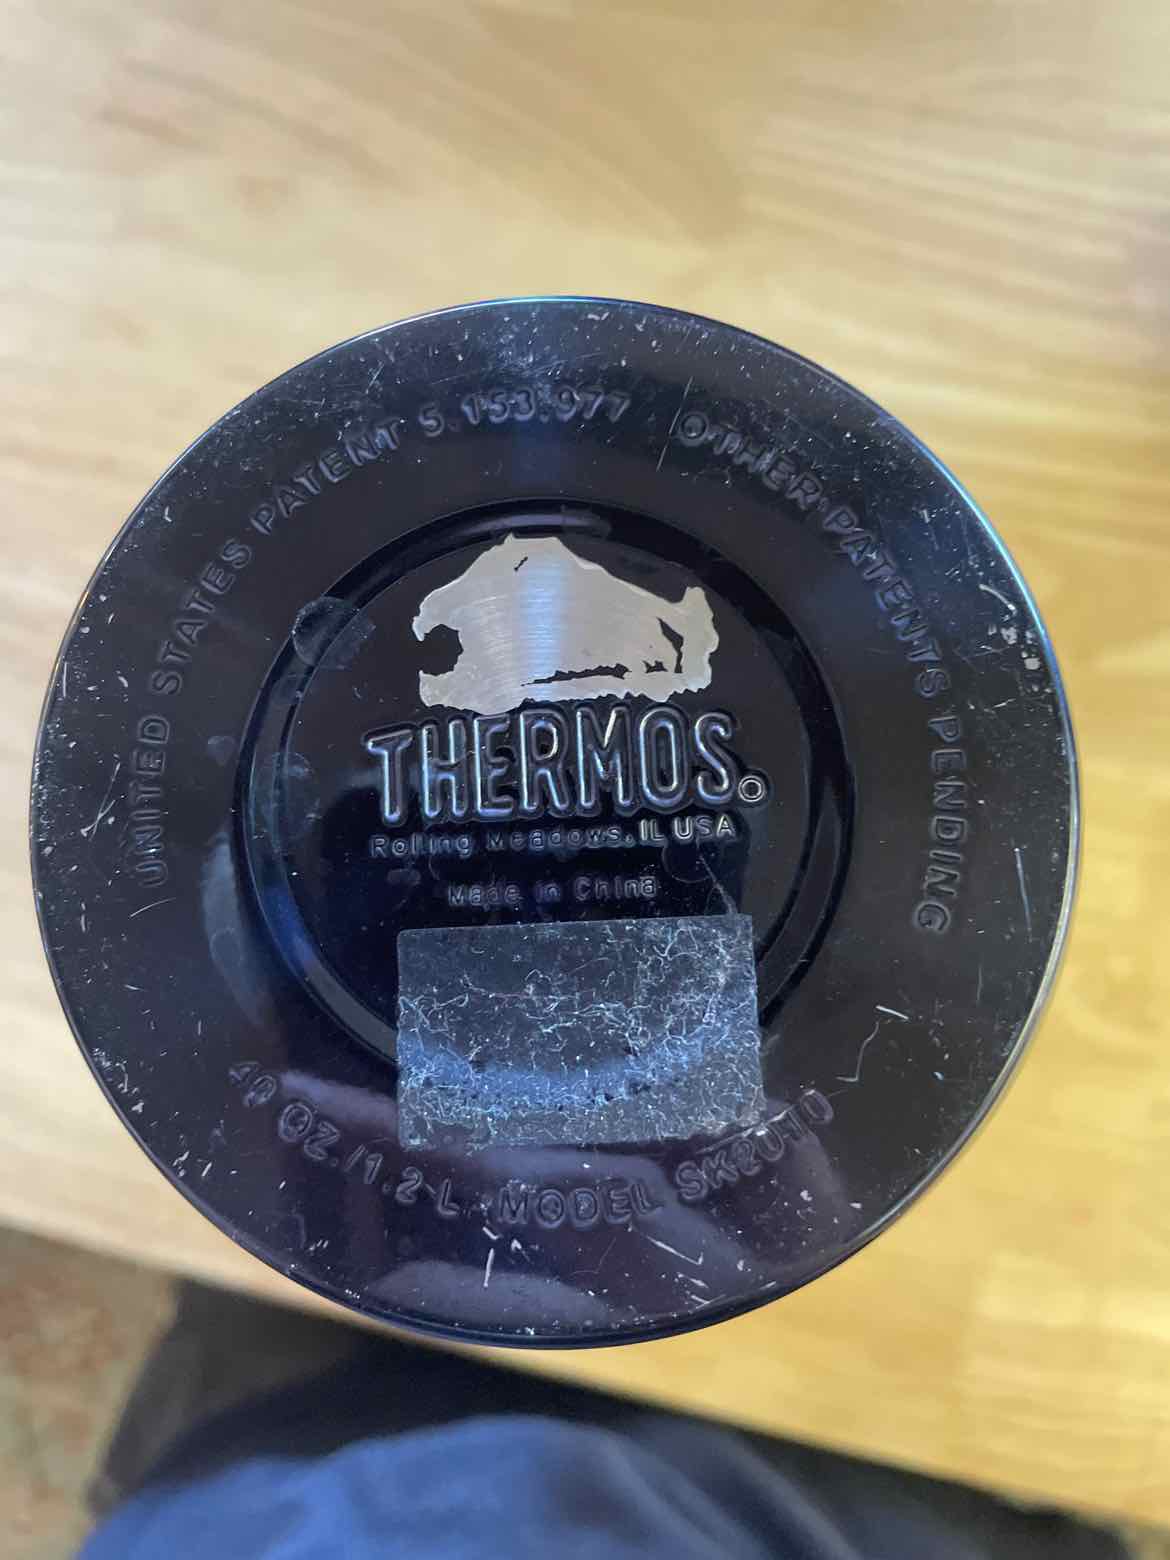 UNITED STATES PATENT 5.153.977 OTHER PATENTS PENDING
THERMOS®
Rolling Meadows, IL USA
Made in China
40 OZ./1.2 L MODEL SK2010